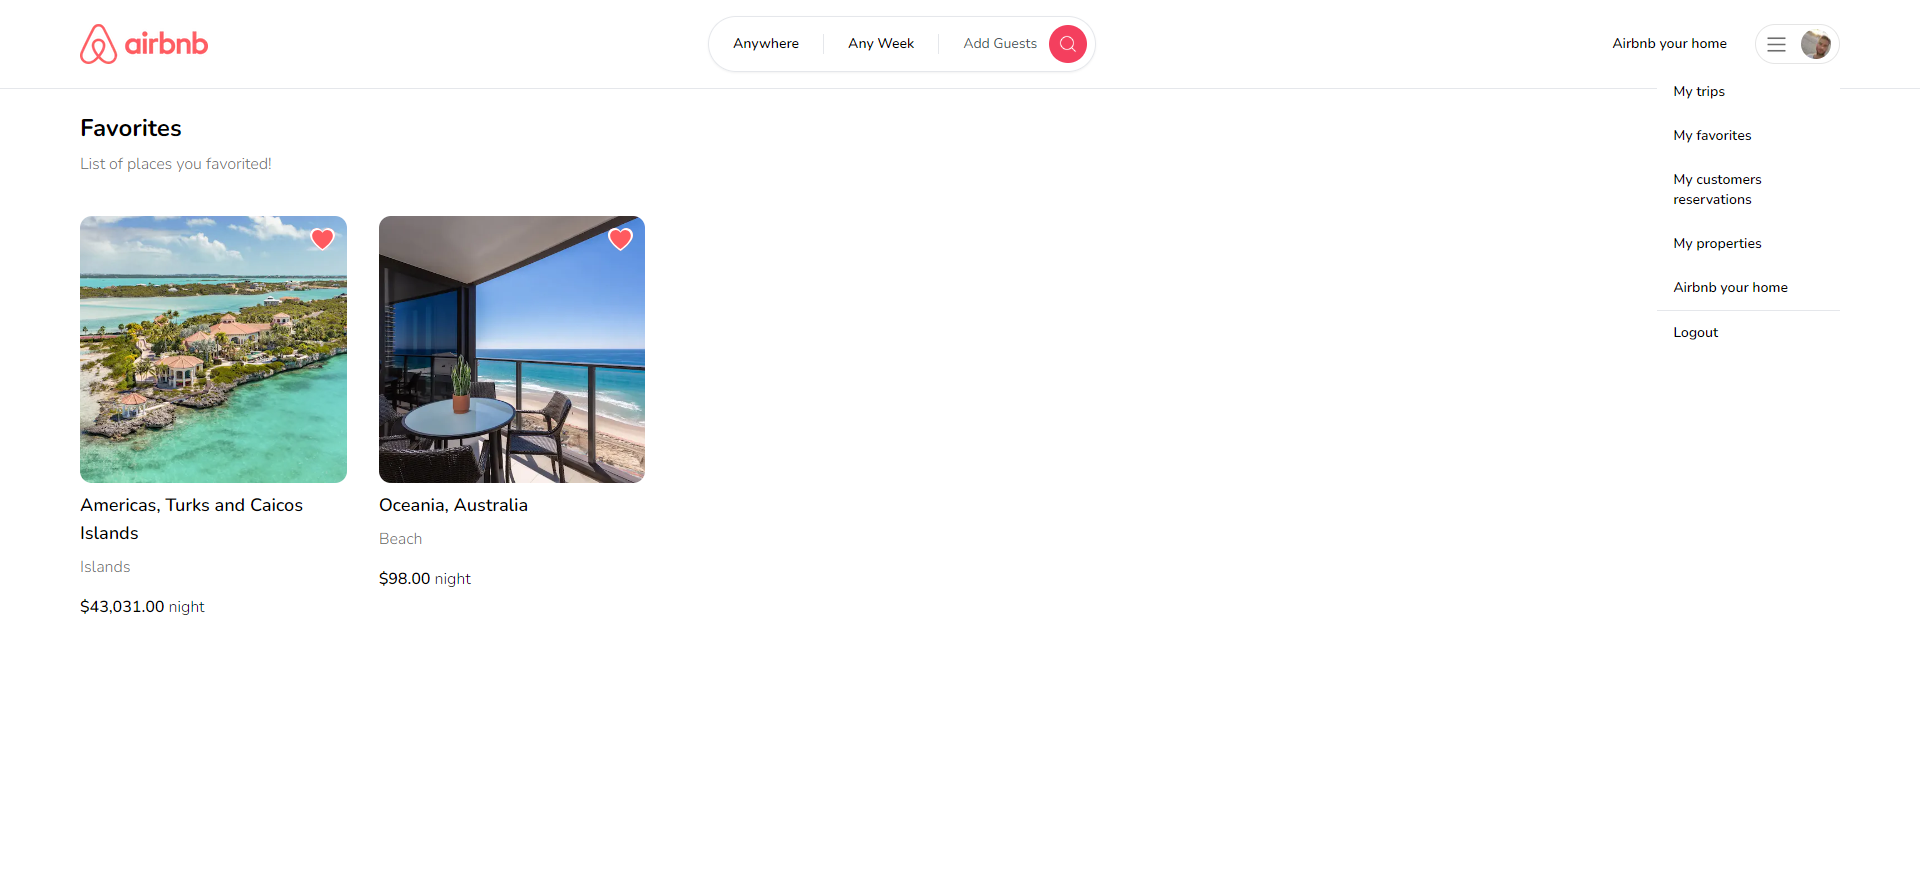 airbnb
Anywhere
Any Week
Add Guests
Airbnb your home
My trips
My favorites
My customers
reservations
My properties
Airbnb your home
Logout
Favorites
List of places you favorited!
Americas, Turks and Caicos
Islands
Islands
$43,031.00 night
Oceania, Australia
Beach
$98.00 night